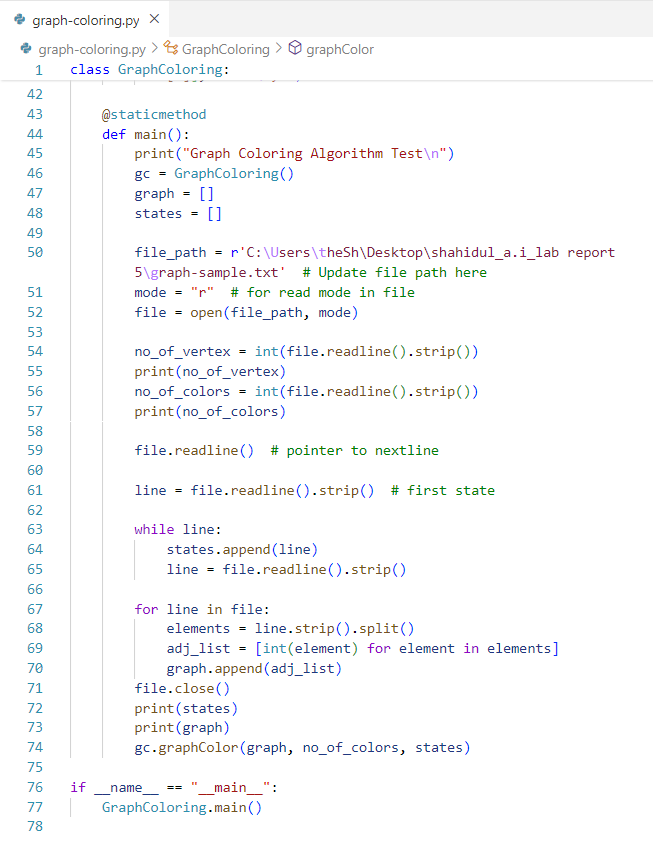 graph-coloring.py
graph-coloring.py > GraphColoring > graphColor
1 class GraphColoring:
42
43     @staticmethod
44     def main():
45         print("Graph Coloring Algorithm Test\n")
46         gc = GraphColoring()
47         graph = []
48         states = []
49
50         file_path = r'C:\Users\theSh\Desktop\shahidul_a.i_lab report
5\graph-sample.txt'  # Update file path here
51         mode = "r"  # for read mode in file
52         file = open(file_path, mode)
53
54         no_of_vertex = int(file.readline().strip())
55         print(no_of_vertex)
56         no_of_colors = int(file.readline().strip())
57         print(no_of_colors)
58
59         file.readline()  # pointer to nextline
60
61         line = file.readline().strip()  # first state
62
63         while line:
64             states.append(line)
65             line = file.readline().strip()
66
67         for line in file:
68             elements = line.strip().split()
69             adj_list = [int(element) for element in elements]
70             graph.append(adj_list)
71         file.close()
72         print(states)
73         print(graph)
74         gc.graphColor(graph, no_of_colors, states)
75
76 if __name__ == "__main__":
77     GraphColoring.main()
78